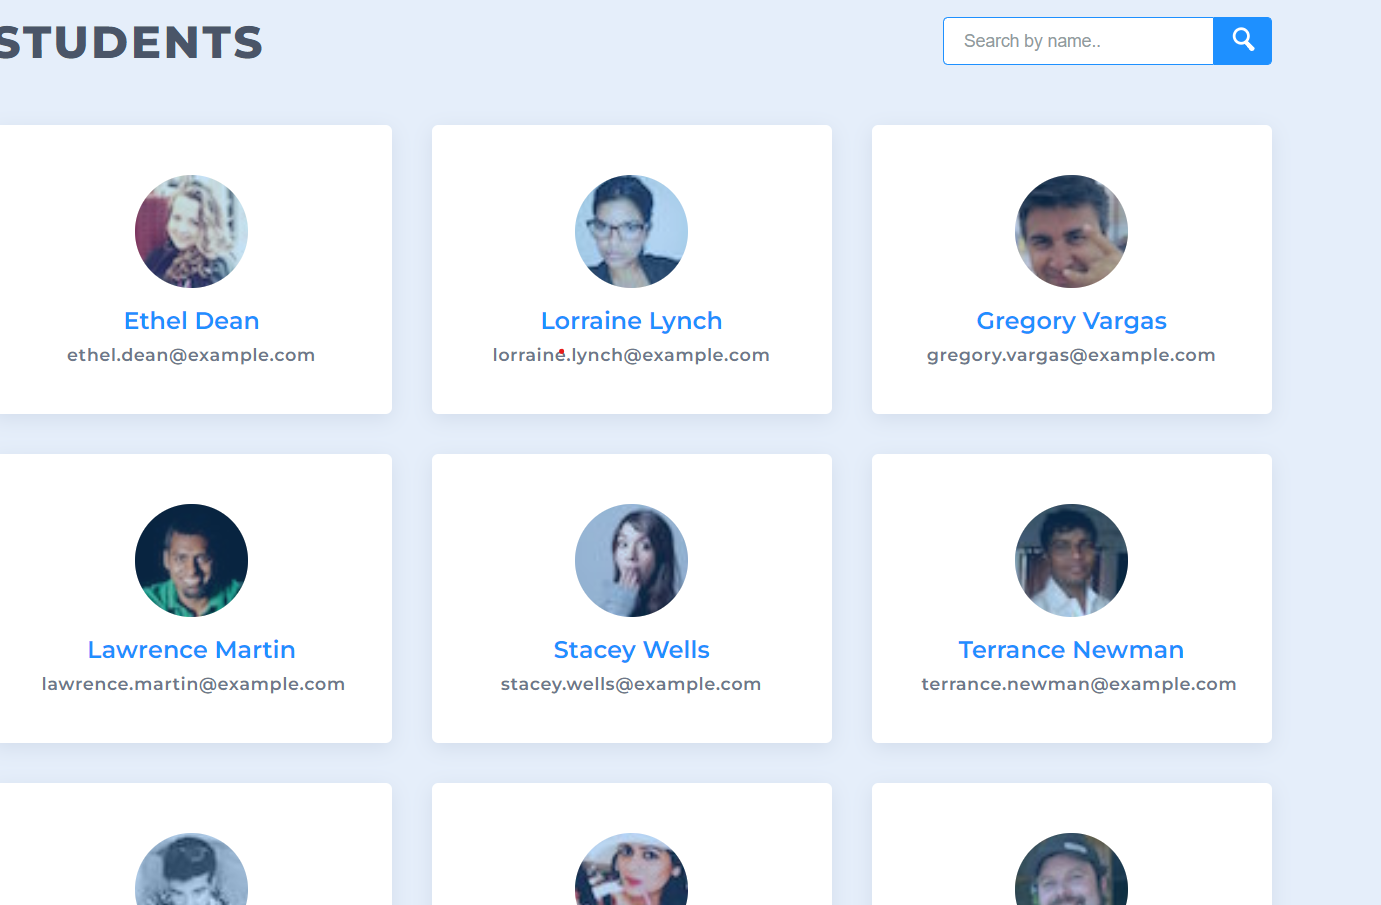 STUDENTS
Search by name..
Ethel Dean
ethel.dean@example.com
Lorraine Lynch
lorraine.lynch@example.com
Gregory Vargas
gregory.vargas@example.com
Lawrence Martin
lawrence.martin@example.com
Stacey Wells
stacey.wells@example.com
Terrance Newman
terrance.newman@example.com